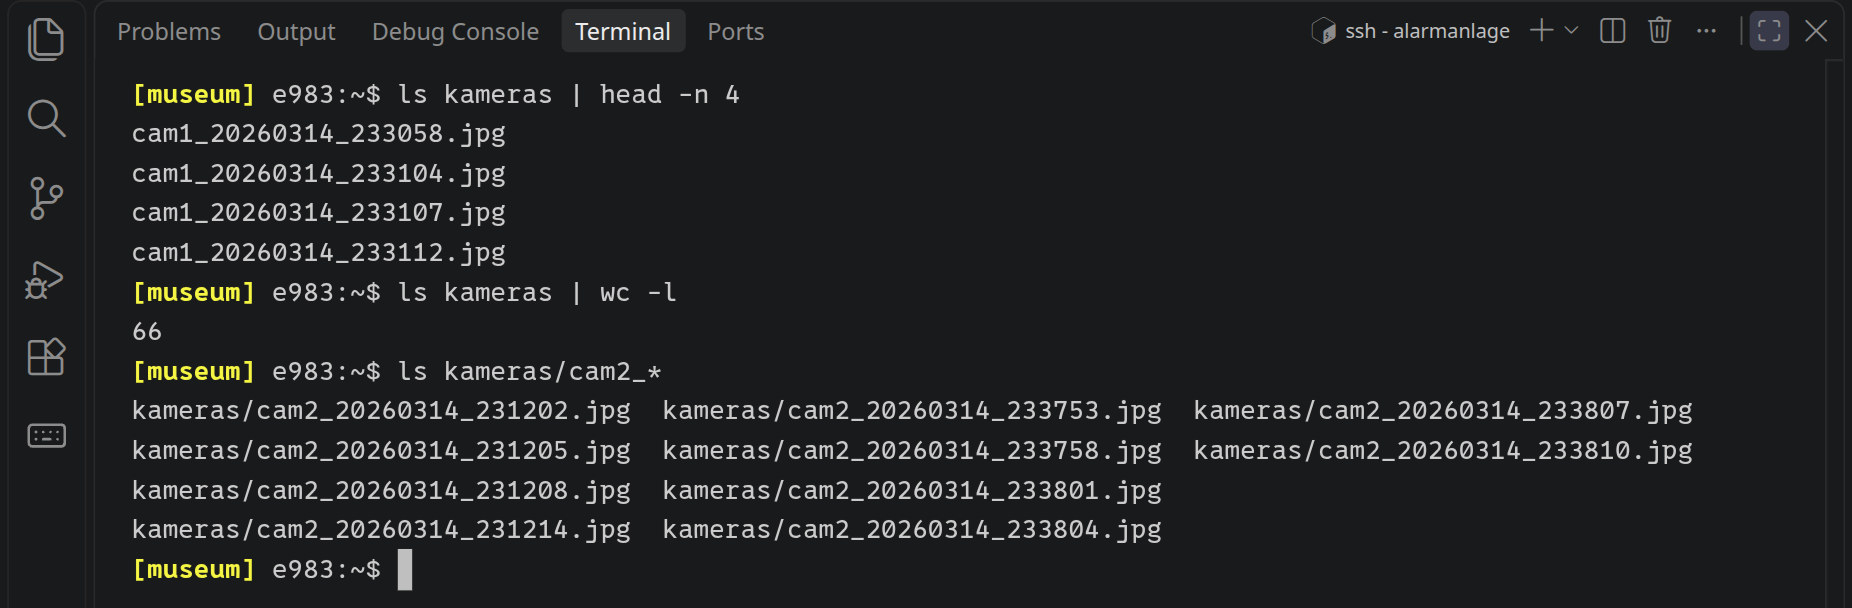 Problems Output Debug Console Terminal Ports ssh - alarmanlage
[museum] e983:~$ ls kameras | head -n 4
cam1_20260314_233058.jpg
cam1_20260314_233104.jpg
cam1_20260314_233107.jpg
cam1_20260314_233112.jpg
[museum] e983:~$ ls kameras | wc -l
66
[museum] e983:~$ ls kameras/cam2_*
kameras/cam2_20260314_231202.jpg  kameras/cam2_20260314_233753.jpg  kameras/cam2_20260314_233807.jpg
kameras/cam2_20260314_231205.jpg  kameras/cam2_20260314_233758.jpg  kameras/cam2_20260314_233810.jpg
kameras/cam2_20260314_231208.jpg  kameras/cam2_20260314_233801.jpg
kameras/cam2_20260314_231214.jpg  kameras/cam2_20260314_233804.jpg
[museum] e983:~$